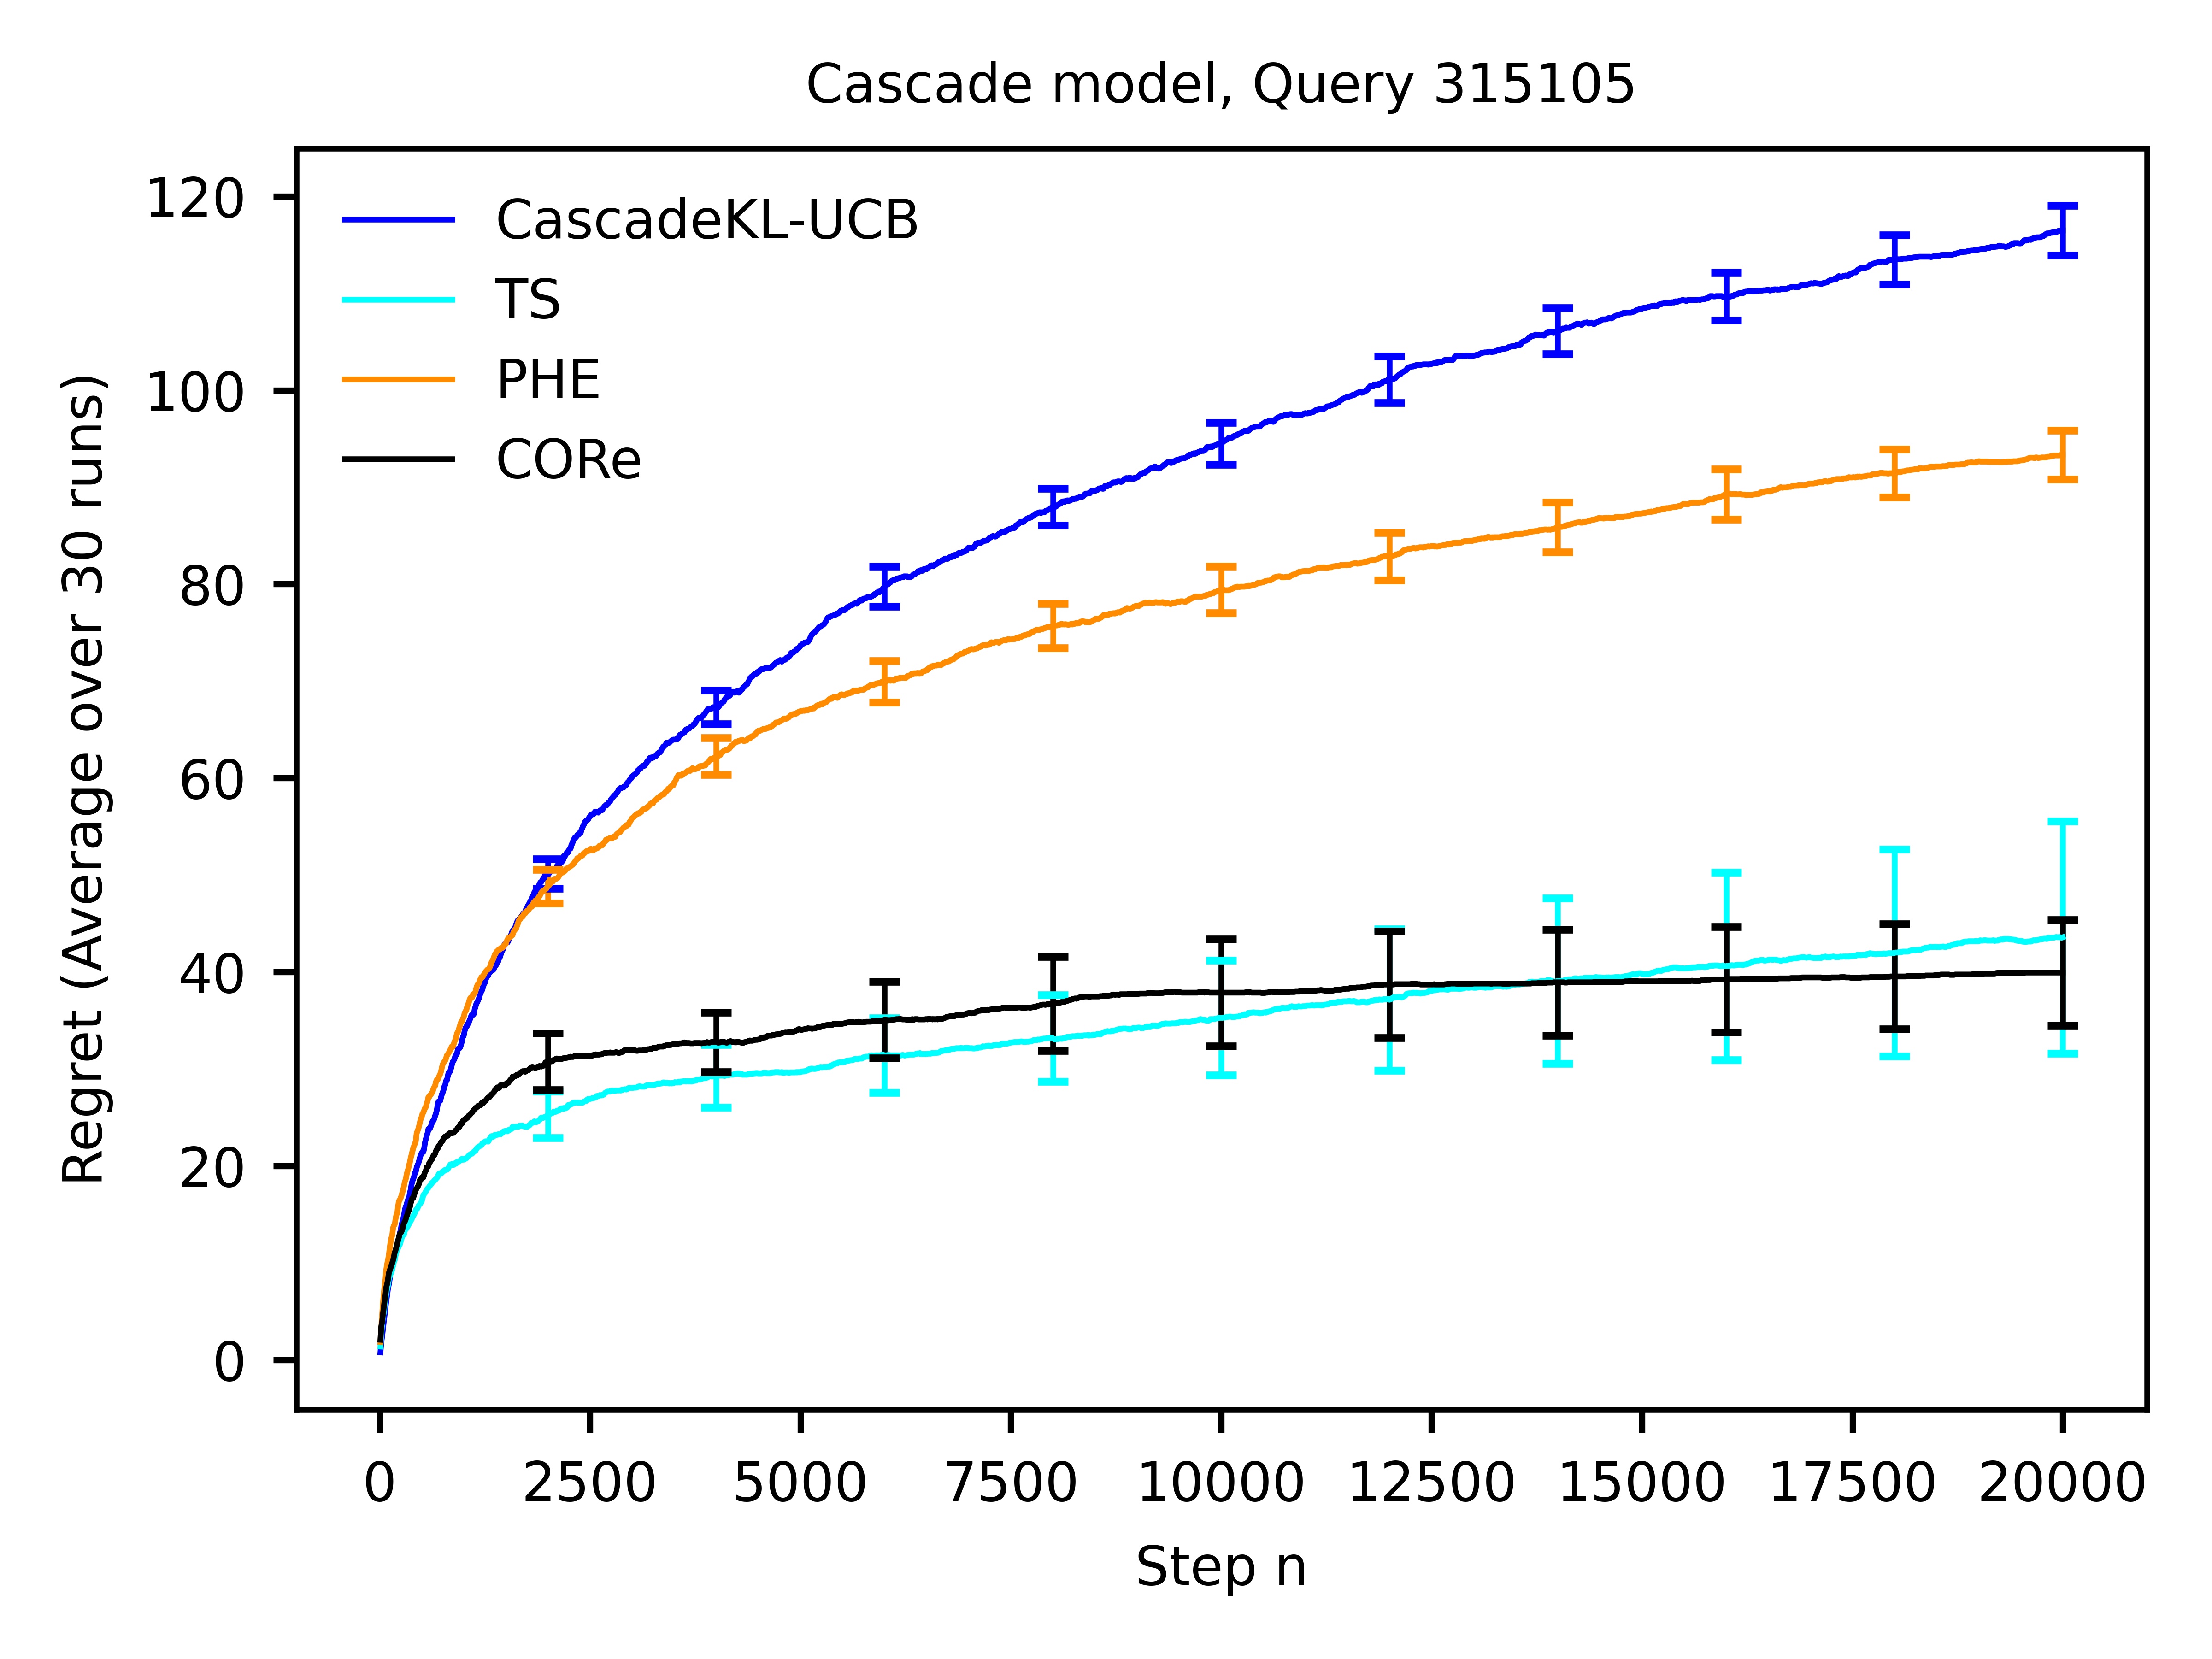 Cascade model, Query 315105
CascadeKL-UCB
TS
PHE
CORe
Regret (Average over 30 runs)
120
100
80
60
40
20
0
0 2500 5000 7500 10000 12500 15000 17500 20000
Step n